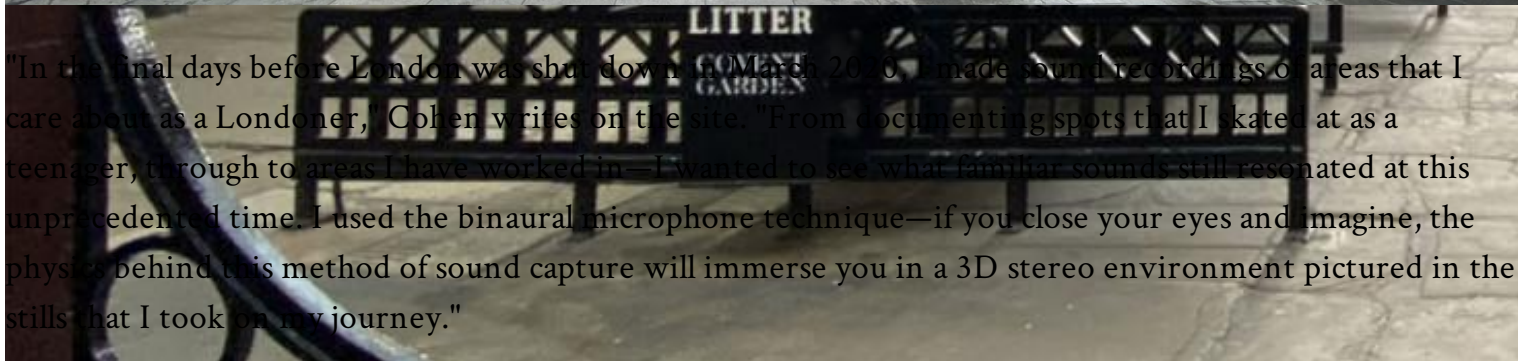 LITTER
COVENT
GARDEN
"In the final days before London was shut down in March 2020, I made sound recordings of areas that I
care about as a Londoner," Cohen writes on the site. "From documenting spots that I skated at as a
teenager, through to areas I have worked in—I wanted to see what familiar sounds still resonated at this
unprecedented time. I used the binaural microphone technique—if you close your eyes and imagine, the
physics behind this method of sound capture will immerse you in a 3D stereo environment pictured in the
stills that I took on my journey."